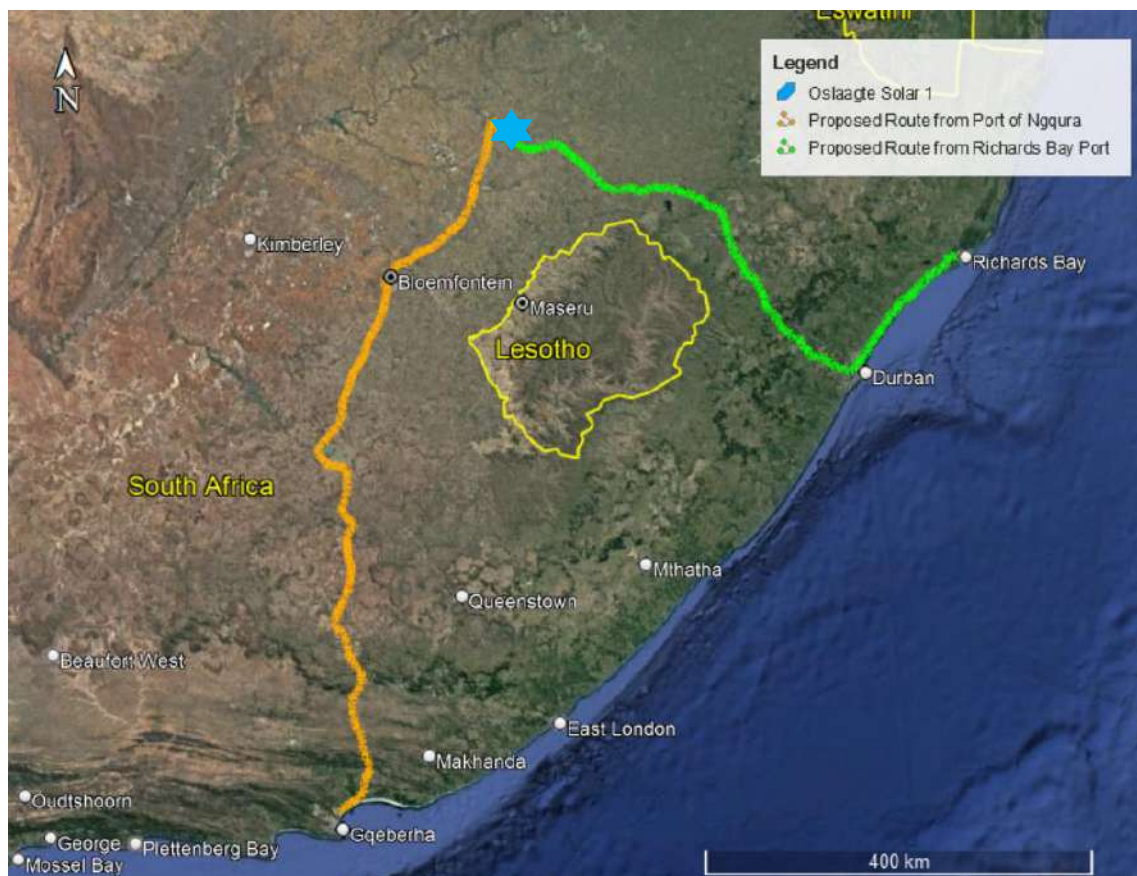 Eswatini
N
Legend
Oslaagte Solar 1
Proposed Route from Port of Ngqura
Proposed Route from Richards Bay Port
Kimberley
Richards Bay
Bloemfontein
Maseru
Lesotho
Durban
South Africa
Mthatha
Queenstown
Beaufort West
East London
Makhanda
Oudtshoorn
Gqeberha
George
Plettenberg Bay
Mossel Bay
400 km